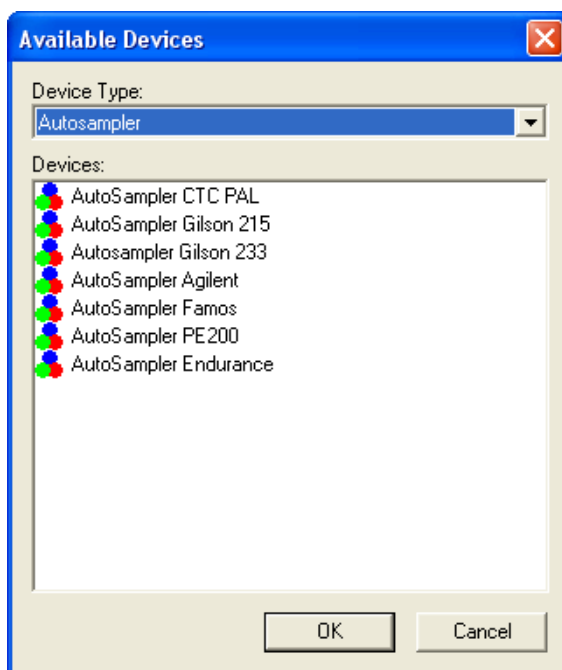 Available Devices
Device Type:
Autosampler
Devices:
AutoSampler CTC PAL
AutoSampler Gilson 215
Autosampler Gilson 233
AutoSampler Agilent
AutoSampler Famos
AutoSampler PE200
AutoSampler Endurance
OK Cancel